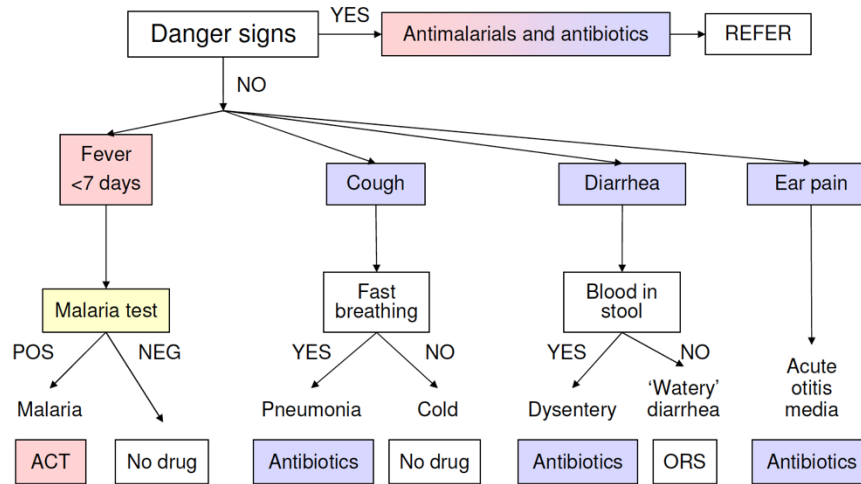 Danger signs
YES
Antimalarials and antibiotics
REFER
NO
Fever
<7 days
Cough
Diarrhea
Ear pain
Malaria test
Fast
breathing
Blood in
stool
POS
NEG
YES
NO
YES
NO
Malaria
Pneumonia
Cold
Dysentery
‘Watery’
diarrhea
Acute
otitis
media
ACT
No drug
Antibiotics
No drug
Antibiotics
ORS
Antibiotics